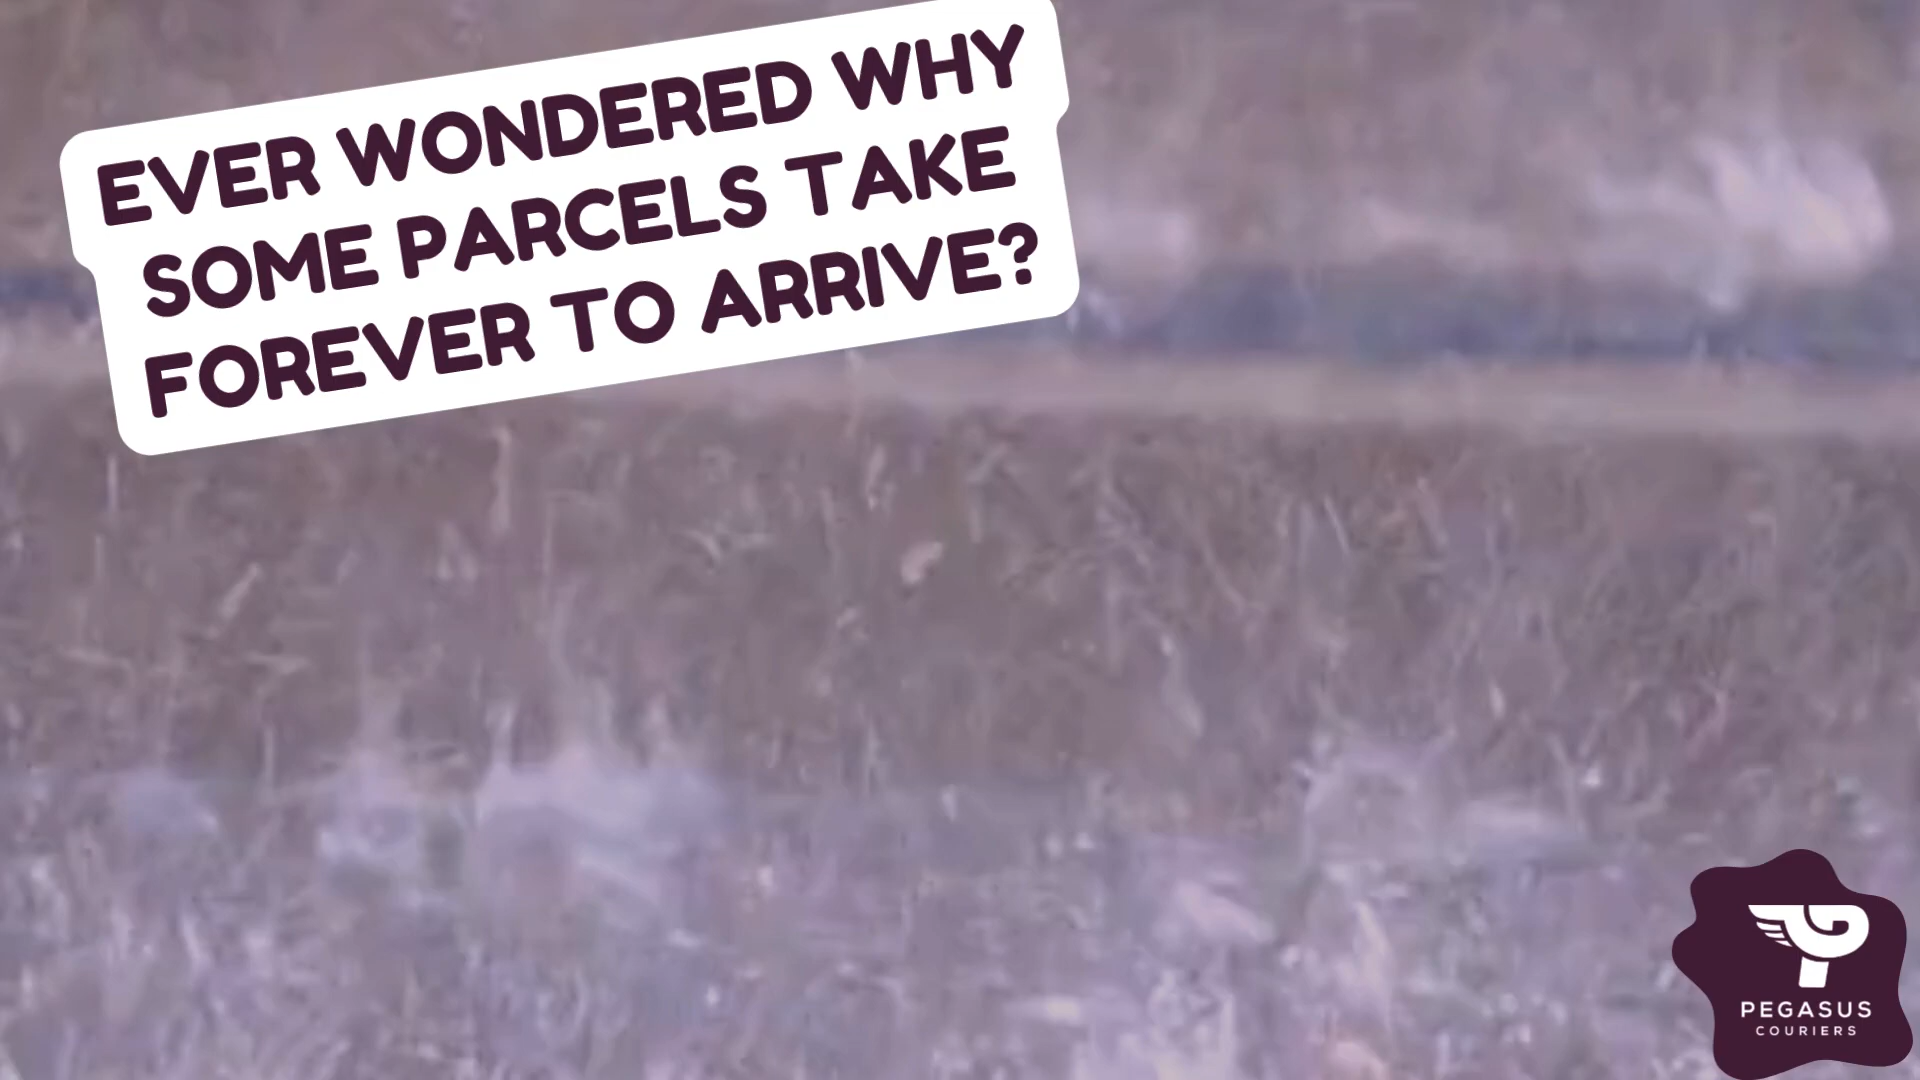 EVER WONDERED WHY
SOME PARCELS TAKE
FOREVER TO ARRIVE?
PEGASUS
COURIERS